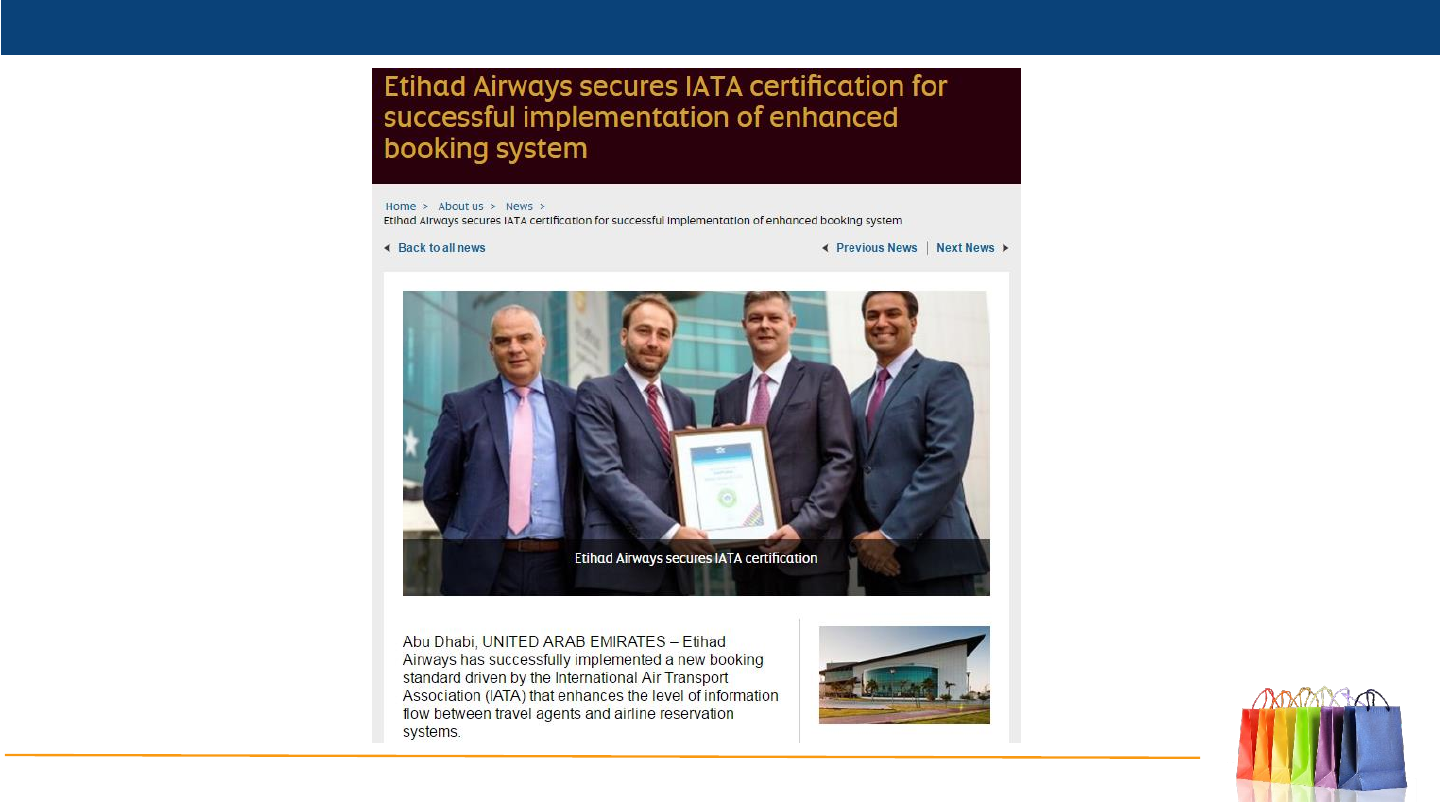 Etihad Airways secures IATA certification for
successful implementation of enhanced
booking system
Home > About us > News >
Etihad Airways secures IATA certification for successful implementation of enhanced booking system
Back to all news
Previous News | Next News
Etihad Airways secures IATA certification
Abu Dhabi, UNITED ARAB EMIRATES – Etihad
Airways has successfully implemented a new booking
standard driven by the International Air Transport
Association (IATA) that enhances the level of information
flow between travel agents and airline reservation
systems.